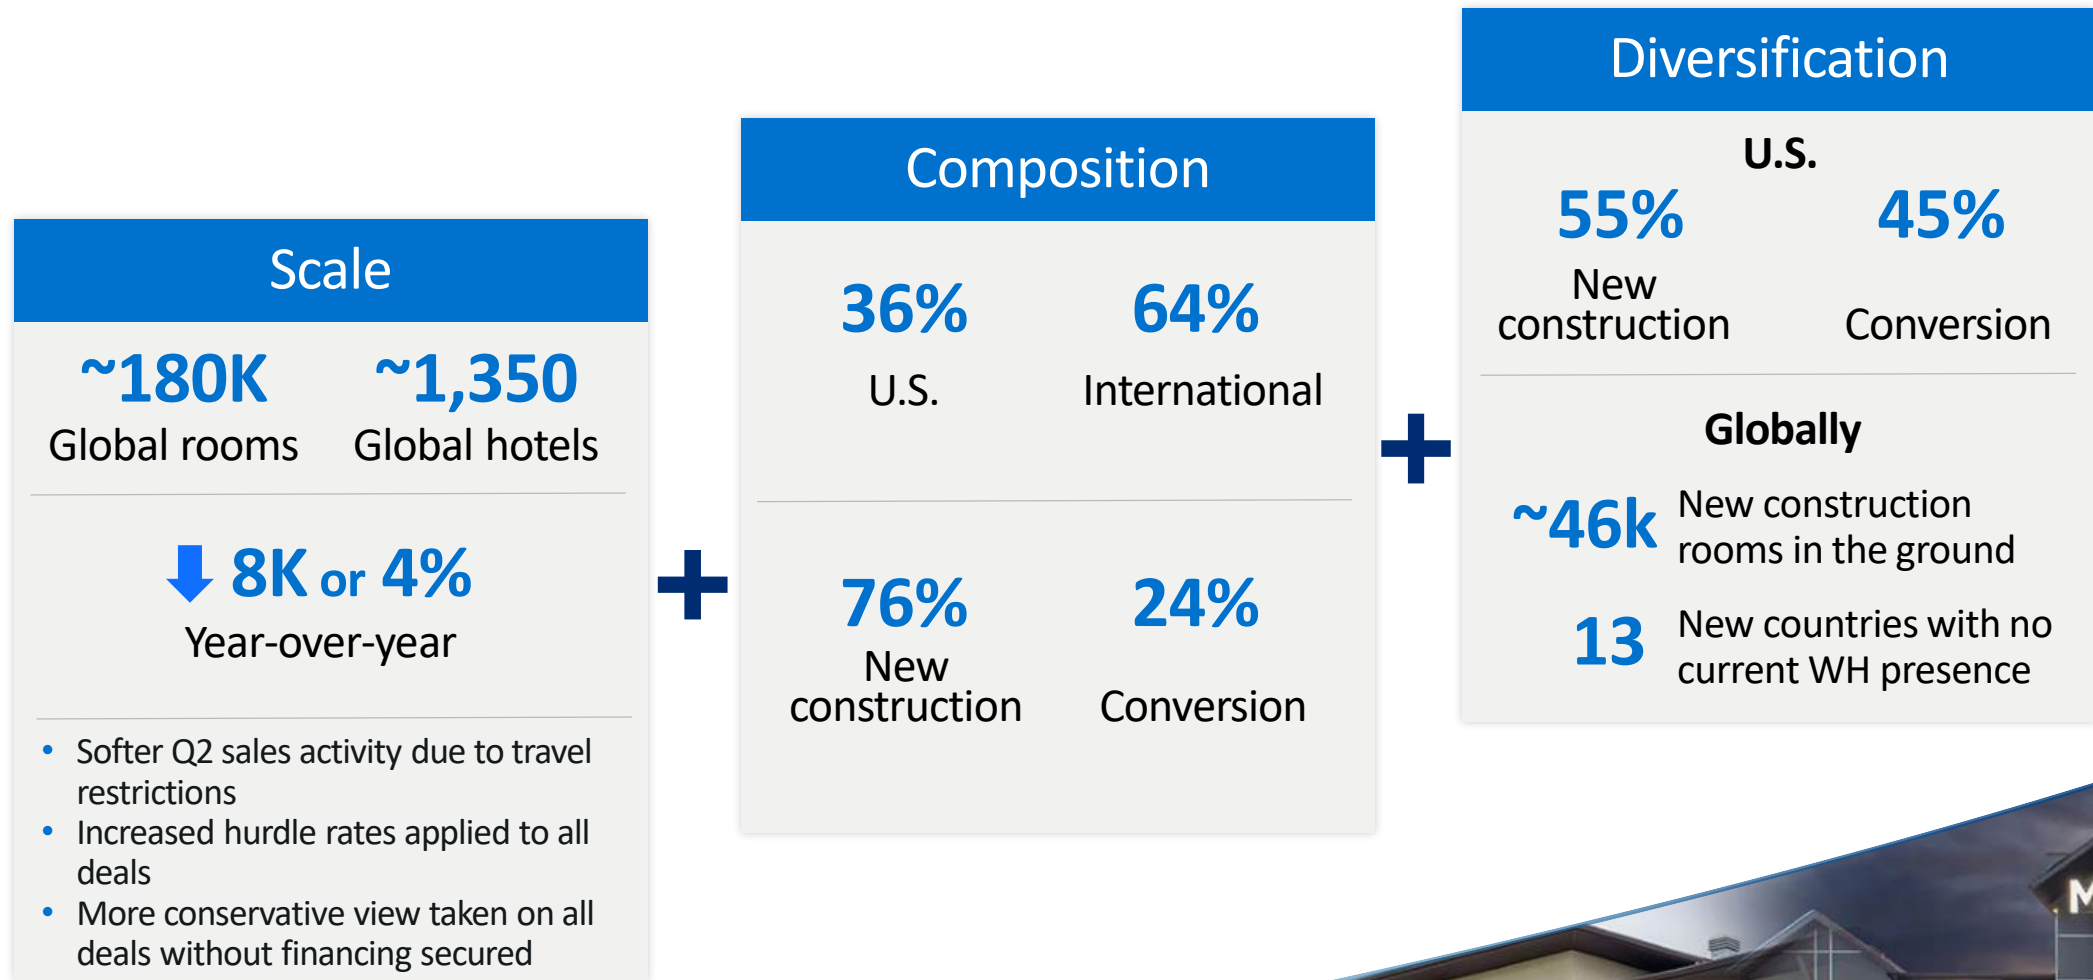 Scale
~180K ~1,350
Global rooms Global hotels
8K or 4%
Year-over-year
• Softer Q2 sales activity due to travel
restrictions
• Increased hurdle rates applied to all
deals
• More conservative view taken on all
deals without financing secured
+
Composition
36% 64%
U.S. International
76% 24%
New
construction Conversion
+
Diversification
U.S.
55% 45%
New
construction Conversion
Globally
~46k New construction
rooms in the ground
13 New countries with no
current WH presence
M